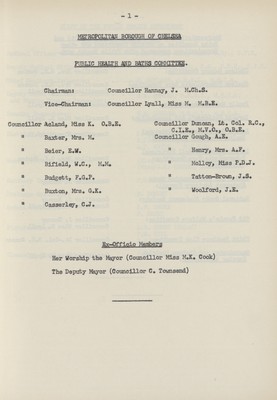 - 1 -
METROPOLITAN BOROUGH OF CHELSEA
PUBLIC HEALTH AND BATHS COMMITTEE.
Chairman: Councillor Hannay, J. M.Ch.S.
Vice-Chairman: Councillor Lyall, Miss M. M.B.E.
Councillor Acland, Miss K. O.B.E.
" Baxter, Mrs. M.
" Beier, E.W.
" Bifield, W.C., M.M.
" Budgett, F.G.F.
" Buxton, Mrs. G.K.
" Casserley, C.J.
Councillor Duncan, Lt. Col. R.C.,
C.I.E., M.V.O., O.B.E.
Councillor Gough, A.E.
" Henry, Mrs. A.F.
" Molloy, Miss P.D.J.
" Tatton-Brown, J.S.
" Woolford, J.E.
Ex-Officio Members
Her Worship the Mayor (Councillor Miss M.K. Cook)
The Deputy Mayor (Councillor C. Townsend)